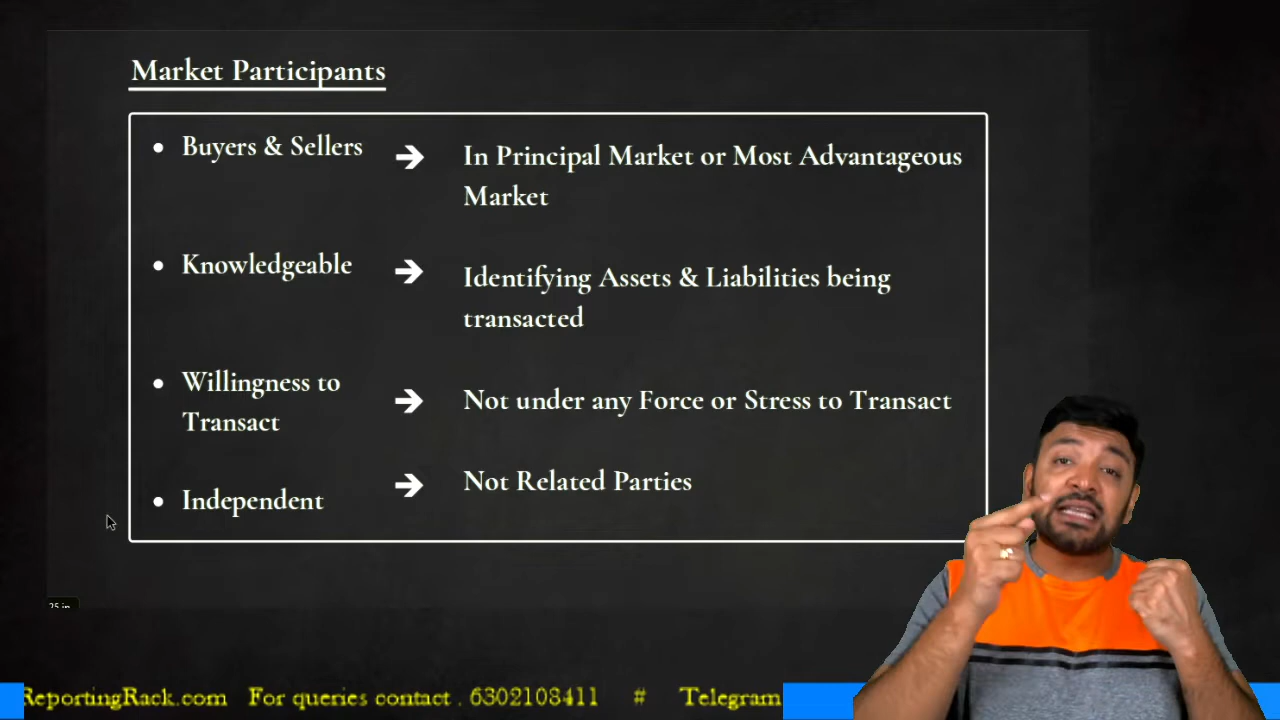 Market Participants
• Buyers & Sellers → In Principal Market or Most Advantageous
Market
• Knowledgeable → Identifying Assets & Liabilities being
transacted
• Willingness to
Transact → Not under any Force or Stress to Transact
• Independent → Not Related Parties
25 in
ReportingRack.com For queries contact . 6302108411 # Telegram